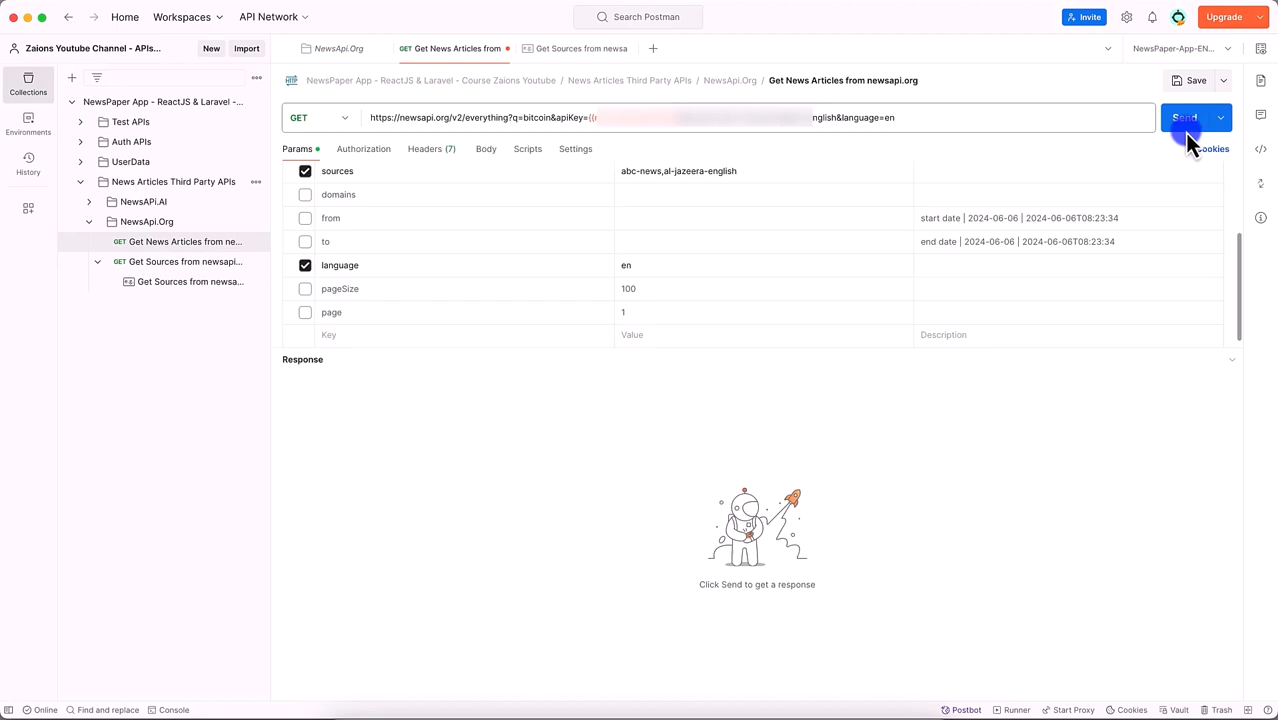 Home Workspaces API Network Search Postman Invite Upgrade
Zaions Youtube Channel - APIs... New Import NewsApi.Org GET Get News Articles from Get Sources from newsa NewsPaper-App-EN...
Collections
Environments
History
NewsPaper App - ReactJS & Laravel -...
Test APIs
Auth APIs
UserData
News Articles Third Party APIs
NewsAPi.AI
NewsApi.Org
GET Get News Articles from ne...
GET Get Sources from newsapi...
Get Sources from newsa...
NewsPaper App - ReactJS & Laravel - Course Zaions Youtube / News Articles Third Party APIs / NewsApi.Org / Get News Articles from newsapi.org Save
GET https://newsapi.org/v2/everything?q=bitcoin&apiKey={{ nglish&language=en Send
Params Authorization Headers (7) Body Scripts Settings Cookies
sources abc-news,al-jazeera-english
domains
from start date | 2024-06-06 | 2024-06-06T08:23:34
to end date | 2024-06-06 | 2024-06-06T08:23:34
language en
pageSize 100
page 1
Key Value Description
Response
Click Send to get a response
Online Find and replace Console Postbot Runner Start Proxy Cookies Vault Trash